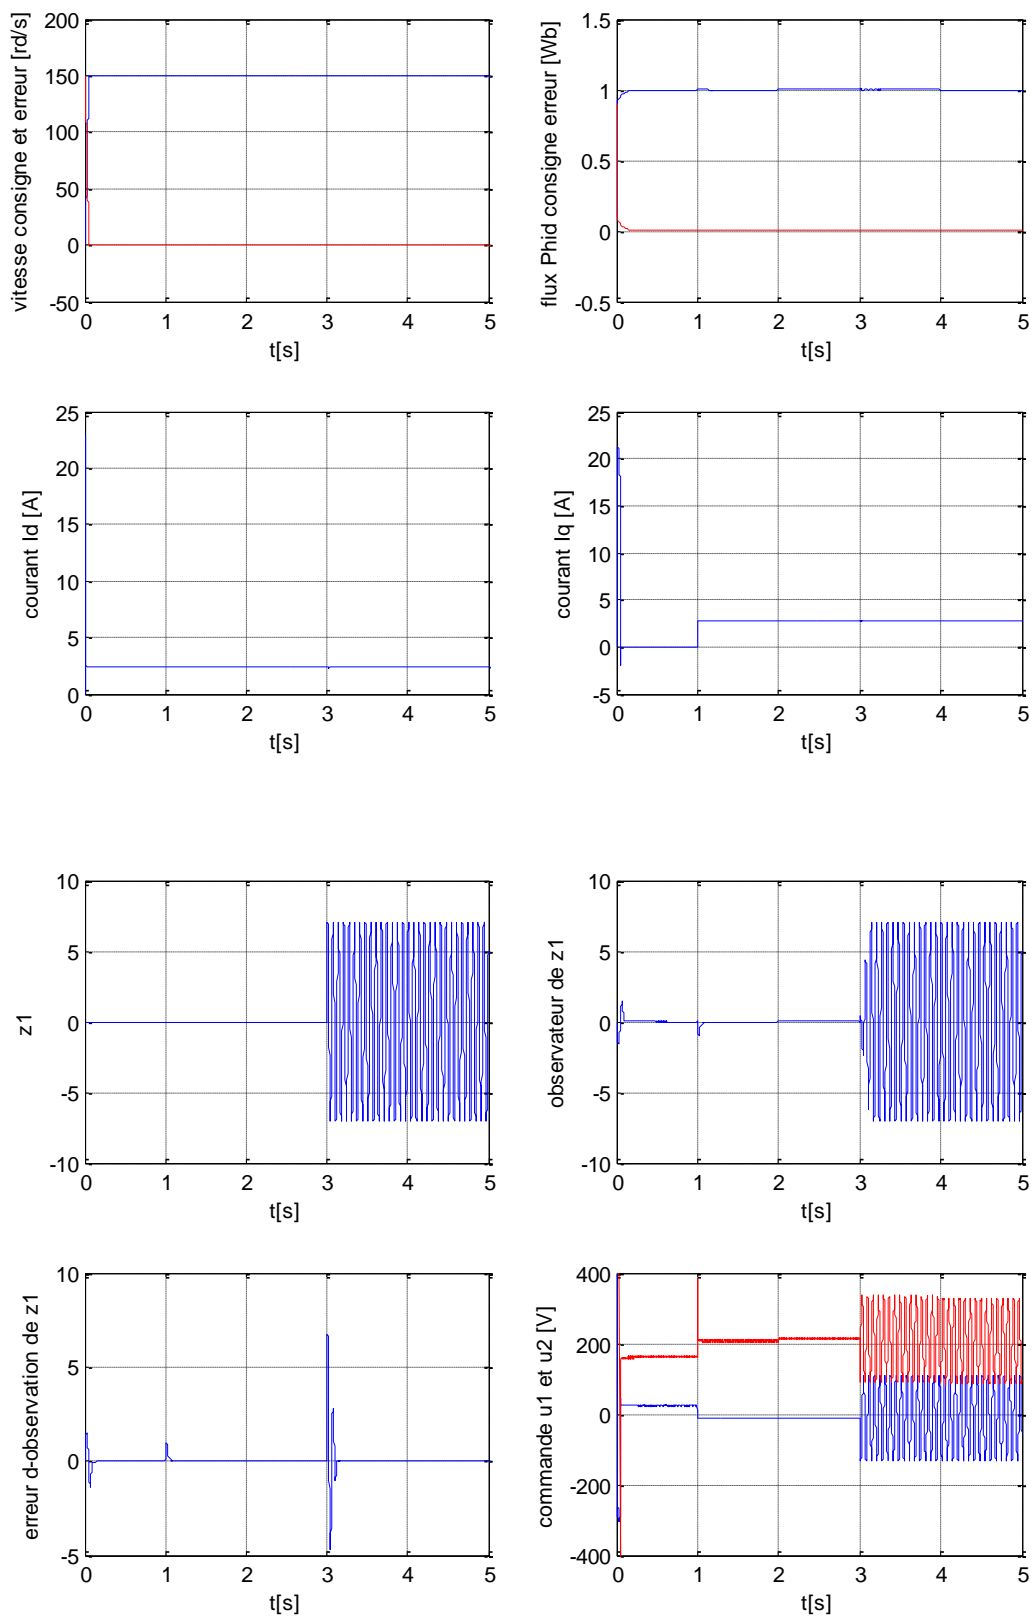 vitesse consigne et erreur [rd/s]
200
150
100
50
0
-50
0 1 2 3 4 5
t[s]
flux Phid consigne erreur [Wb]
1.5
1
0.5
0
-0.5
0 1 2 3 4 5
t[s]
courant Id [A]
25
20
15
10
5
0
0 1 2 3 4 5
t[s]
courant Iq [A]
25
20
15
10
5
0
-5
0 1 2 3 4 5
t[s]
z1
10
5
0
-5
-10
0 1 2 3 4 5
t[s]
observateur de z1
10
5
0
-5
-10
0 1 2 3 4 5
t[s]
erreur d-observation de z1
10
5
0
-5
0 1 2 3 4 5
t[s]
commande u1 et u2 [V]
400
200
0
-200
-400
0 1 2 3 4 5
t[s]